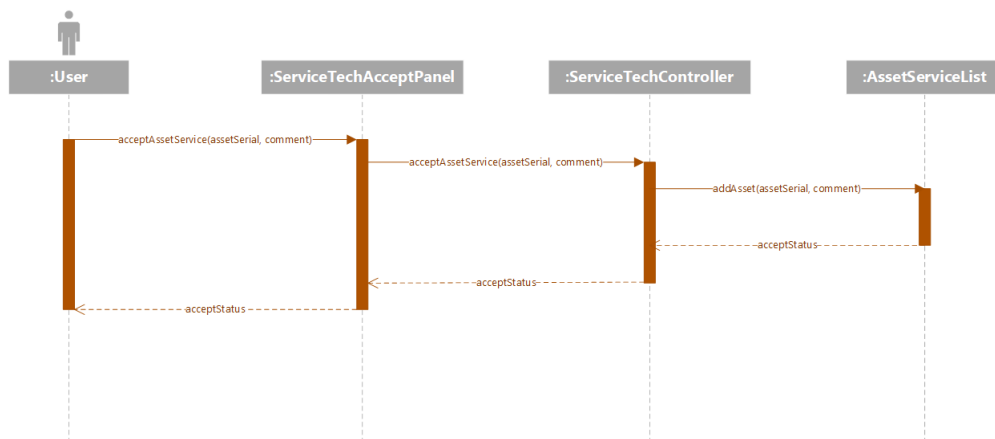 :User
:ServiceTechAcceptPanel
:ServiceTechController
:AssetServiceList
acceptAssetService(assetSerial, comment)
acceptAssetService(assetSerial, comment)
addAsset(assetSerial, comment)
acceptStatus
acceptStatus
acceptStatus